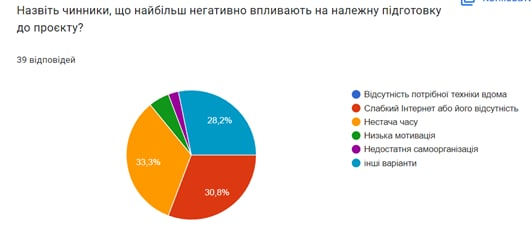 Назвіть чинники, що найбільш негативно впливають на належну підготовку
до проєкту?
39 відповідей
Відсутність потрібної техніки вдома
Слабкий Інтернет або його відсутність
Нестача часу
Низька мотивація
Недостатня самоорганізація
інші варіанти
28,2%
33,3%
30,8%